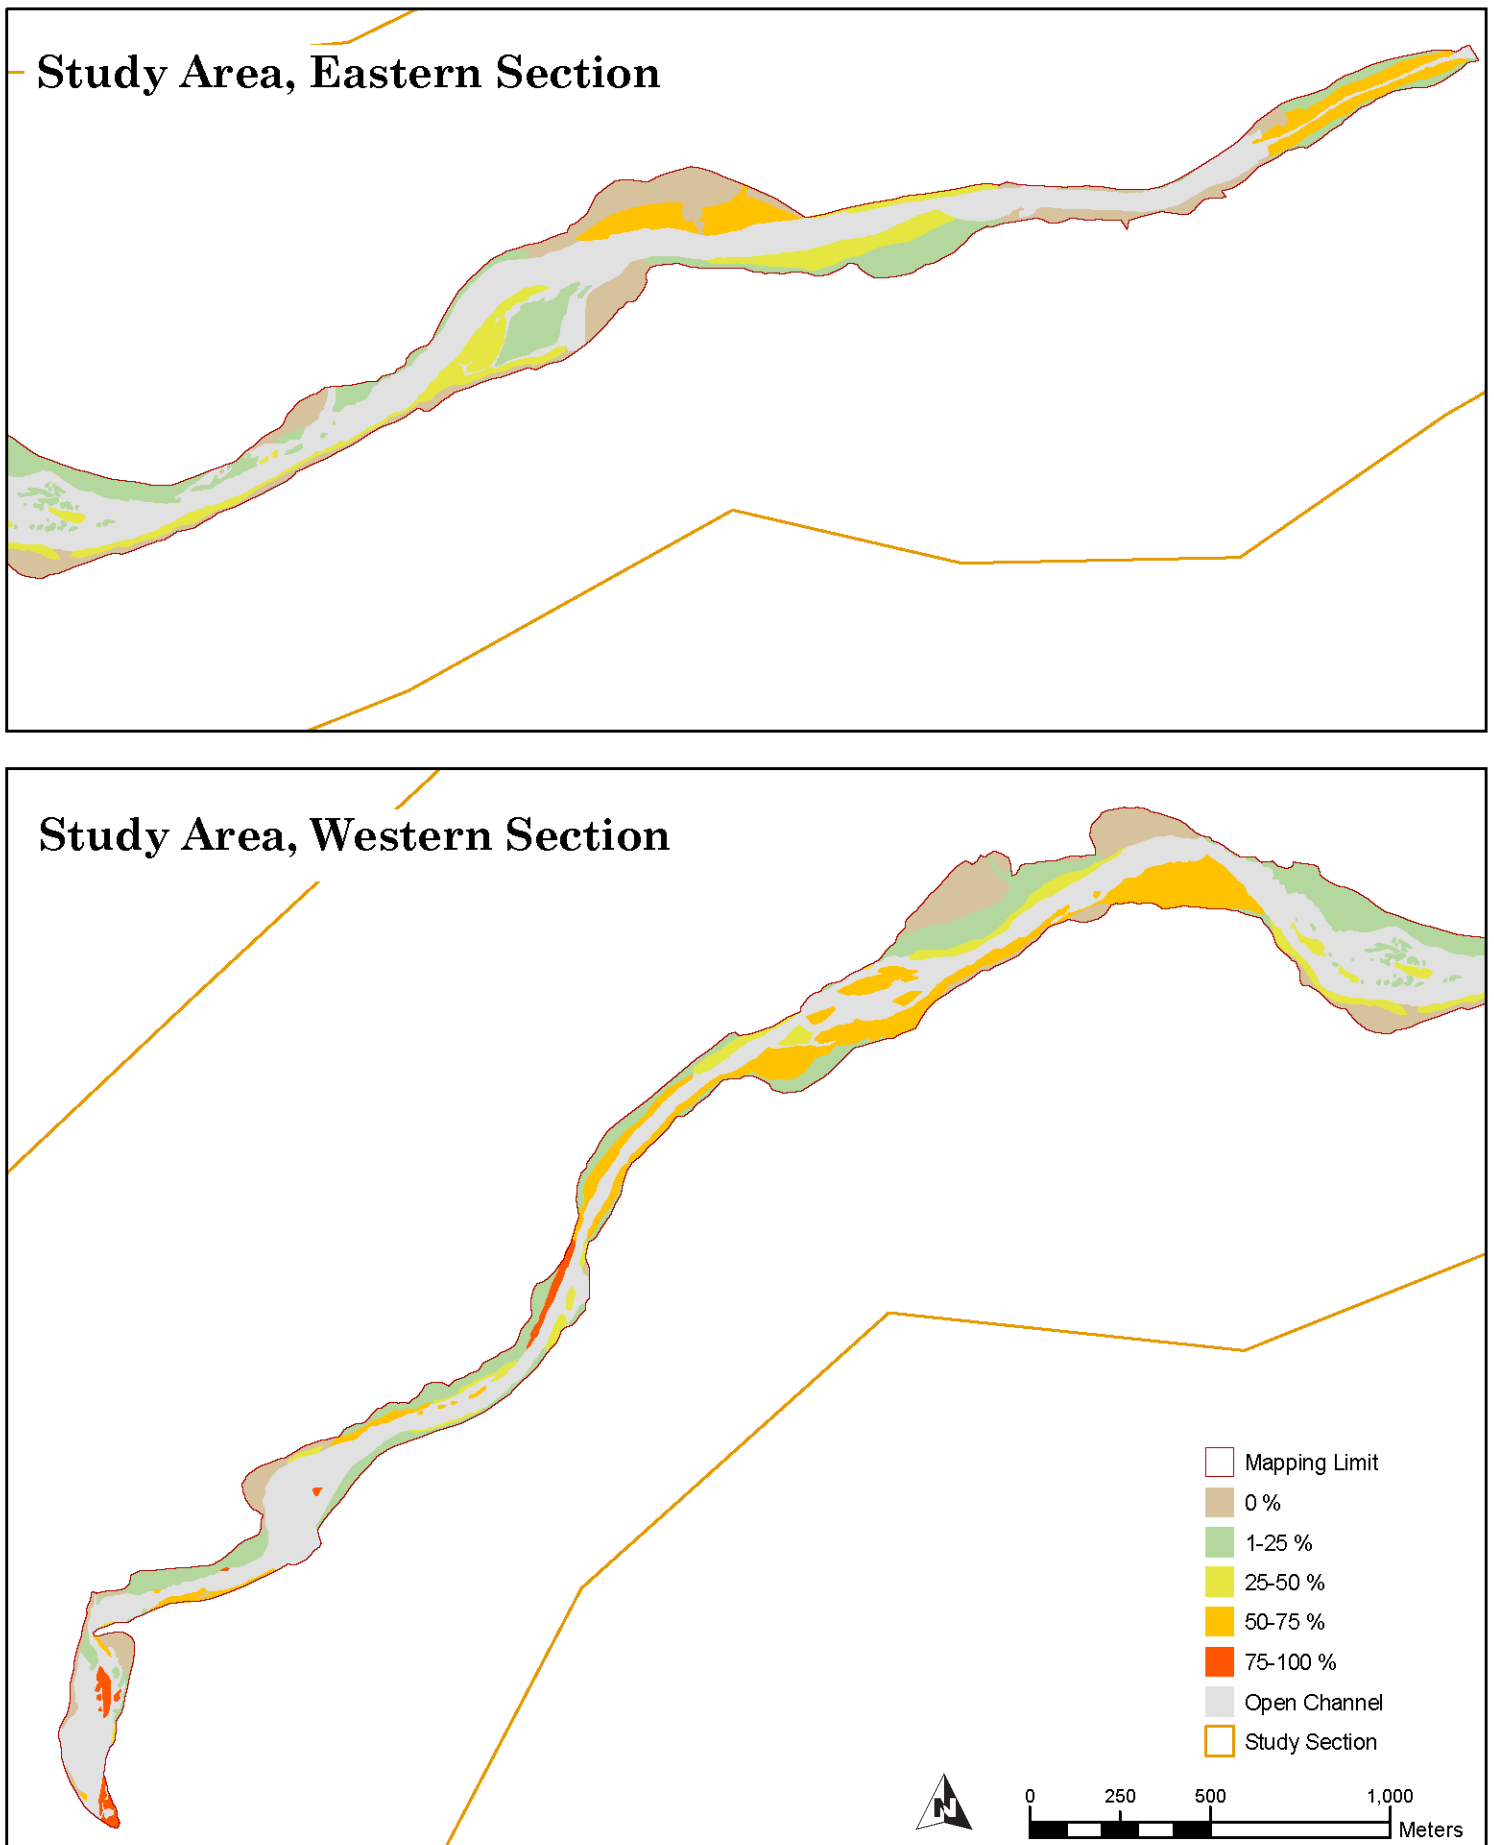 Study Area, Eastern Section
Study Area, Western Section
Mapping Limit
0 %
1-25 %
25-50 %
50-75 %
75-100 %
Open Channel
Study Section
N
0 250 500 1,000
Meters